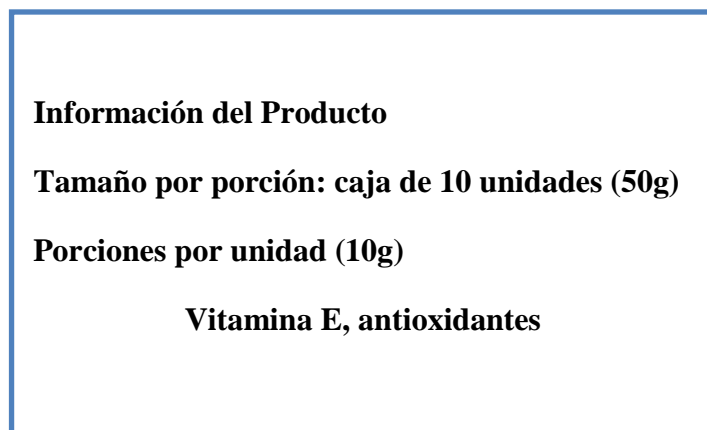 Información del Producto
Tamaño por porción: caja de 10 unidades (50g)
Porciones por unidad (10g)
Vitamina E, antioxidantes